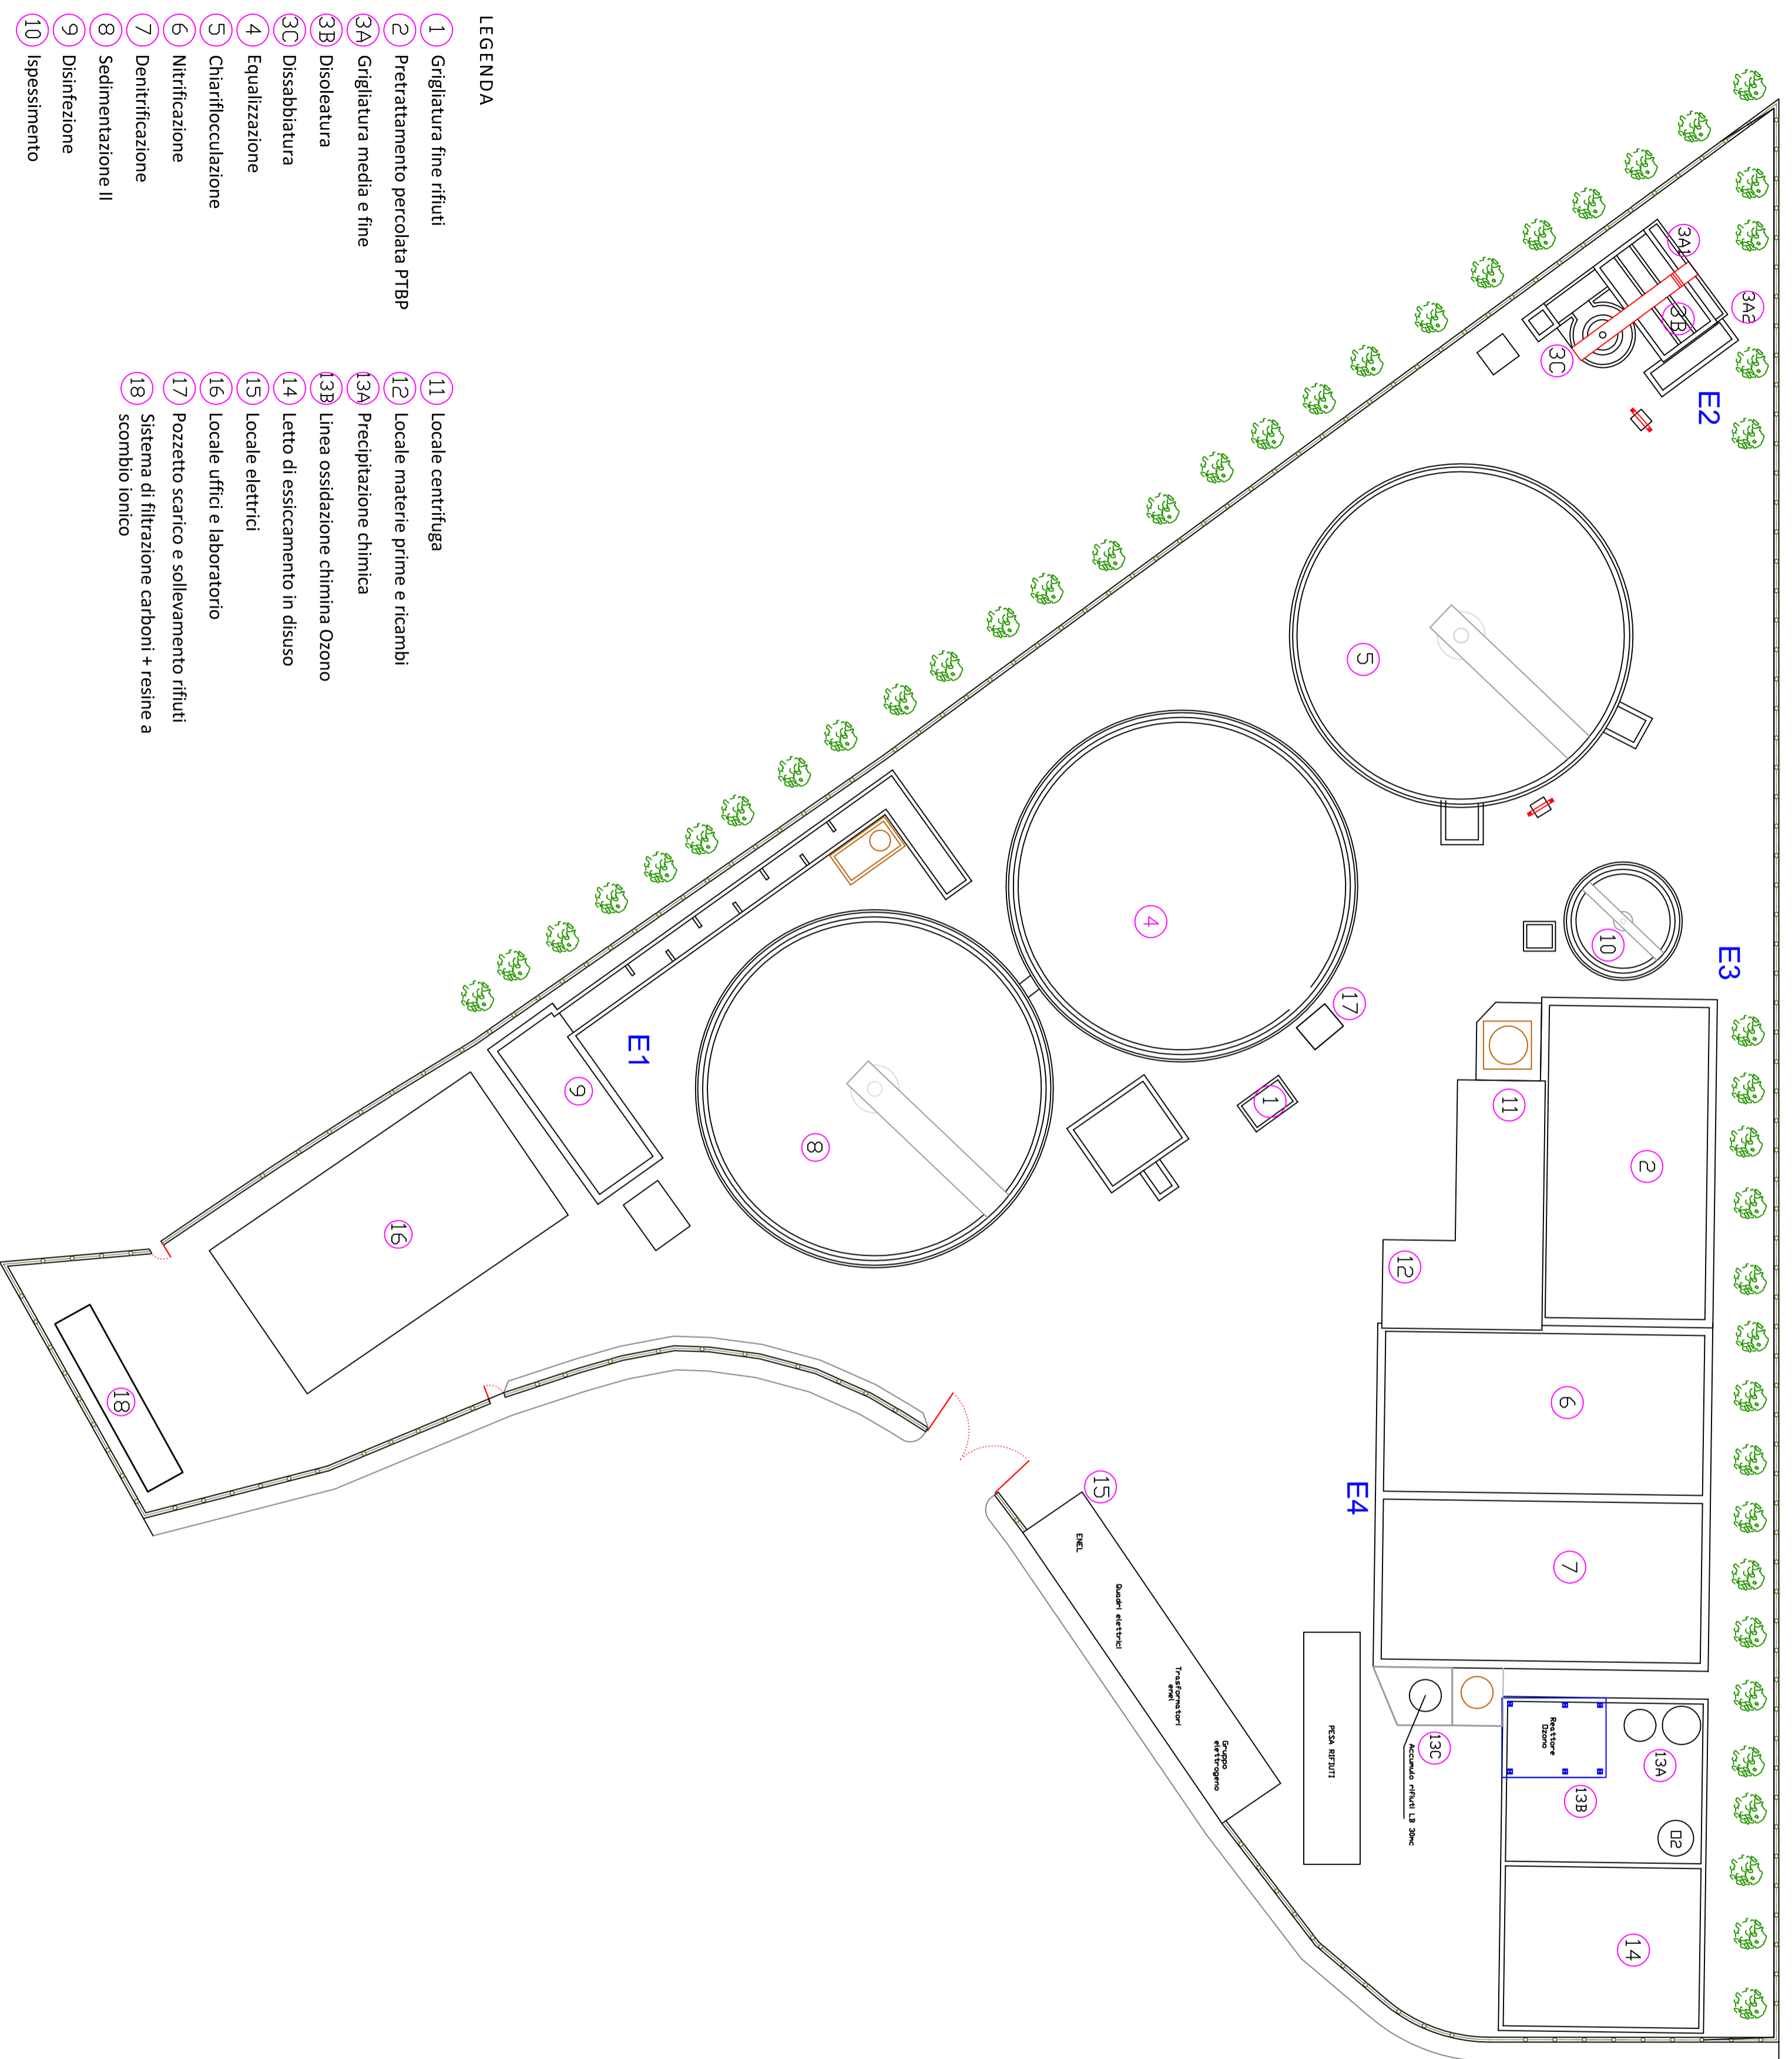 LEGENDA
1 Grigliatura fine rifiuti
2 Pretrattamento percolata PTBP
3A Grigliatura media e fine
3B Disoleatura
3C Dissabbiatura
4 Equalizzazione
5 Chiariflocculazione
6 Nitrificazione
7 Denitrificazione
8 Sedimentazione II
9 Disinfezione
10 Ispessimento
11 Locale centrifuga
12 Locale materie prime e ricambi
13A Precipitazione chimica
13B Linea ossidazione chimina Ozono
14 Letto di essiccamento in disuso
15 Locale elettrici
16 Locale uffici e laboratorio
17 Pozzetto scarico e sollevamento rifiuti
18 Sistema di filtrazione carboni + resine a
scombio ionico
3A1
3A2
3B
3C
E2
5
4
10
E3
17
1
11
2
12
9
E1
8
16
18
6
7
E4
15
ENEL
Quadri elettrici
Trasformatori
enel
Gruppo
elettrogeno
PESA RIFIUTI
Accumulo rifiuti LB 30mc
13C
Reattore
Ozono
13A
13B
O2
14